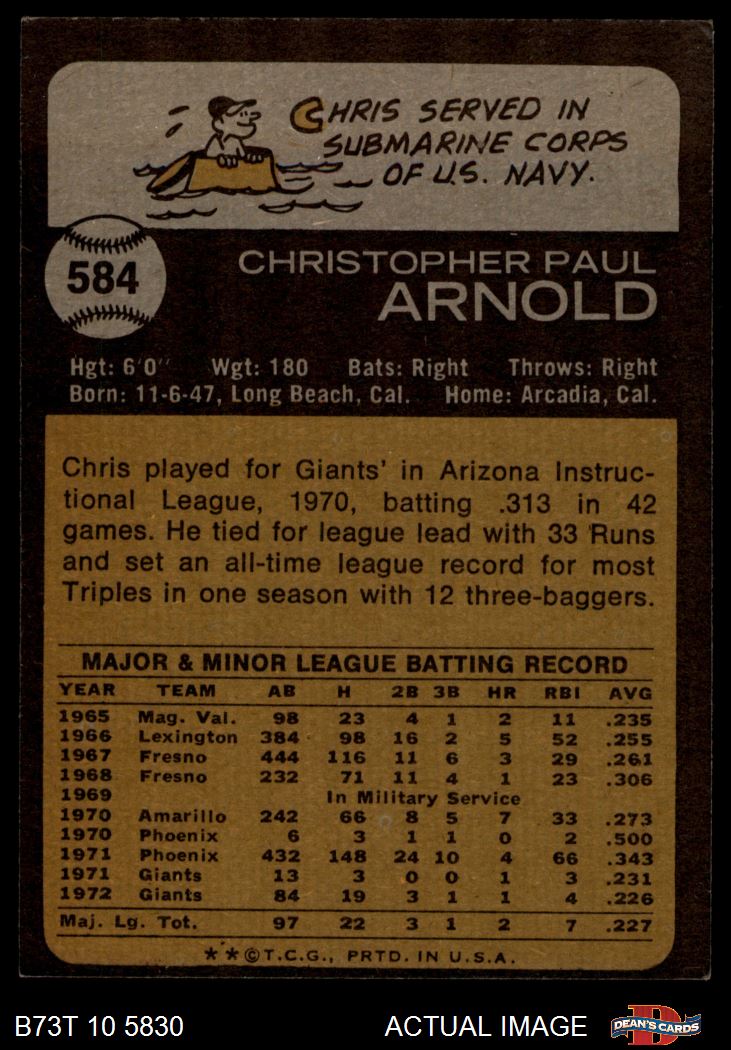 CHRIS SERVED IN
SUBMARINE CORPS
OF U.S. NAVY.
584
CHRISTOPHER PAUL
ARNOLD
Hgt: 6'0" Wgt: 180 Bats: Right Throws: Right
Born: 11-6-47, Long Beach, Cal. Home: Arcadia, Cal.
Chris played for Giants' in Arizona Instruc-
tional League, 1970, batting .313 in 42
games. He tied for league lead with 33 Runs
and set an all-time league record for most
Triples in one season with 12 three-baggers.
MAJOR & MINOR LEAGUE BATTING RECORD
YEAR TEAM AB H 2B 3B HR RBI AVG
1965 Mag. Val. 98 23 4 1 2 11 .235
1966 Lexington 384 98 16 2 5 52 .255
1967 Fresno 444 116 11 6 3 29 .261
1968 Fresno 232 71 11 4 1 23 .306
1969 In Military Service
1970 Amarillo 242 66 8 5 7 33 .273
1970 Phoenix 6 3 1 1 0 2 .500
1971 Phoenix 432 148 24 10 4 66 .343
1971 Giants 13 3 0 0 1 3 .231
1972 Giants 84 19 3 1 1 4 .226
Maj. Lg. Tot. 97 22 3 1 2 7 .227
**©T.C.G., PRTD. IN U.S.A.
B73T 10 5830 ACTUAL IMAGE DEAN'S CARDS